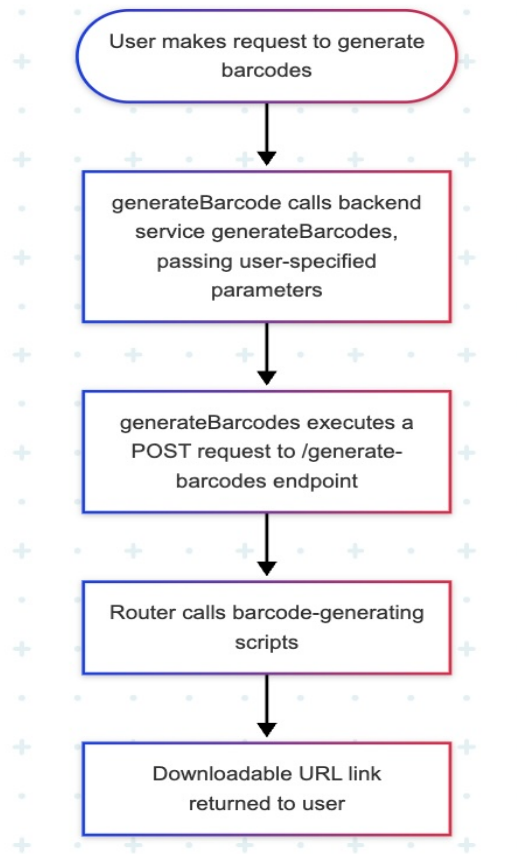 User makes request to generate
barcodes
generateBarcode calls backend
service generateBarcodes,
passing user-specified
parameters
generateBarcodes executes a
POST request to /generate-
barcodes endpoint
Router calls barcode-generating
scripts
Downloadable URL link
returned to user